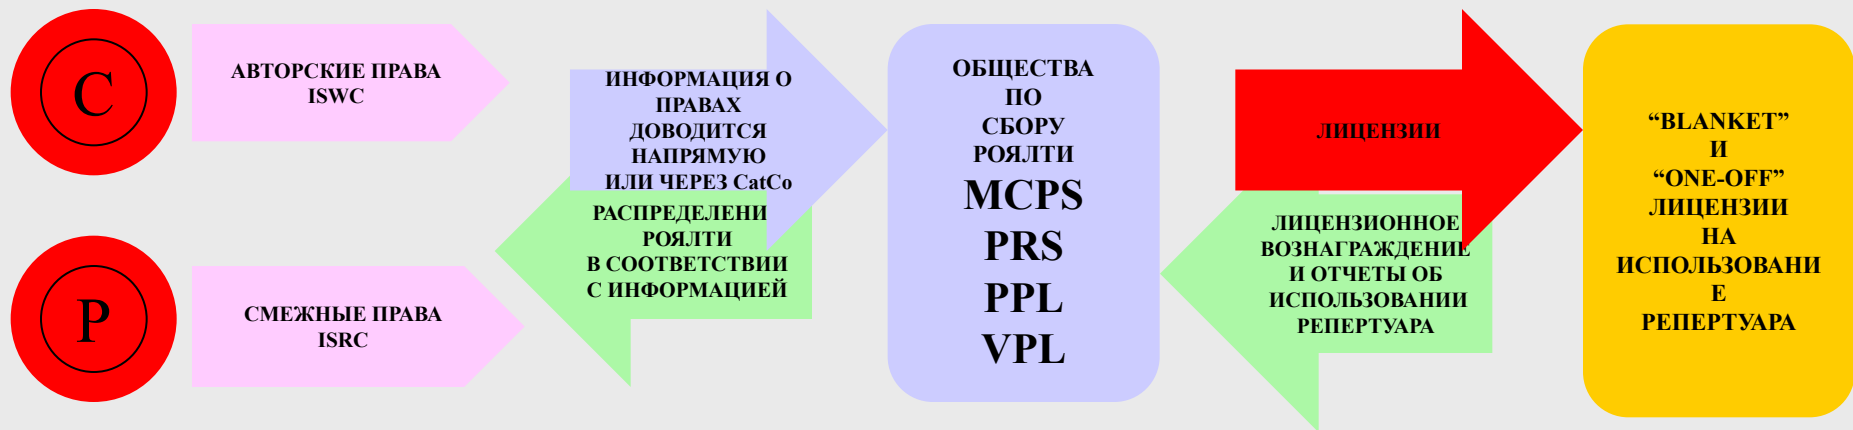 C
АВТОРСКИЕ ПРАВА
ISWC
P
СМЕЖНЫЕ ПРАВА
ISRC
ИНФОРМАЦИЯ О
ПРАВАХ
ДОВОДИТСЯ
НАПРЯМУЮ
ИЛИ ЧЕРЕЗ CatCo
РАСПРЕДЕЛЕНИ
РОЯЛТИ
В СООТВЕТСТВИИ
С ИНФОРМАЦИЕЙ
ОБЩЕСТВА
ПО
СБОРУ
РОЯЛТИ
MCPS
PRS
PPL
VPL
ЛИЦЕНЗИИ
ЛИЦЕНЗИОННОЕ
ВОЗНАГРАЖДЕНИЕ
И ОТЧЕТЫ ОБ
ИСПОЛЬЗОВАНИИ
РЕПЕРТУАРА
“BLANKET”
И
“ONE-OFF”
ЛИЦЕНЗИИ
НА
ИСПОЛЬЗОВАНИ
Е
РЕПЕРТУАРА